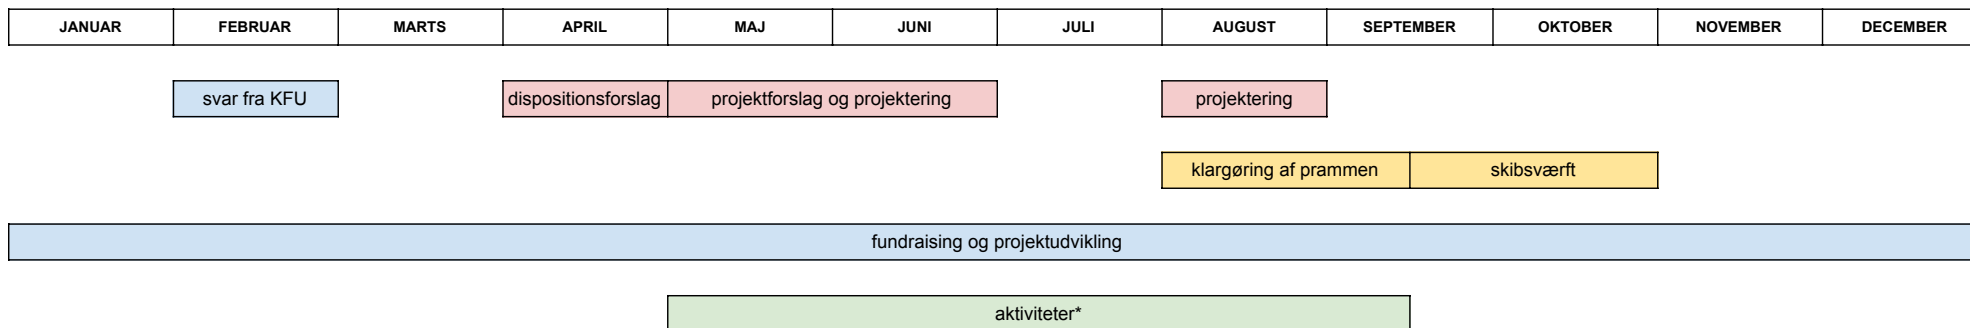 JANUAR FEBRUAR MARTS APRIL MAJ JUNI JULI AUGUST SEPTEMBER OKTOBER NOVEMBER DECEMBER
svar fra KFU dispositionsforslag projektforslag og projektering projektering
klargøring af prammen skibsværft
fundraising og projektudvikling
aktiviteter*